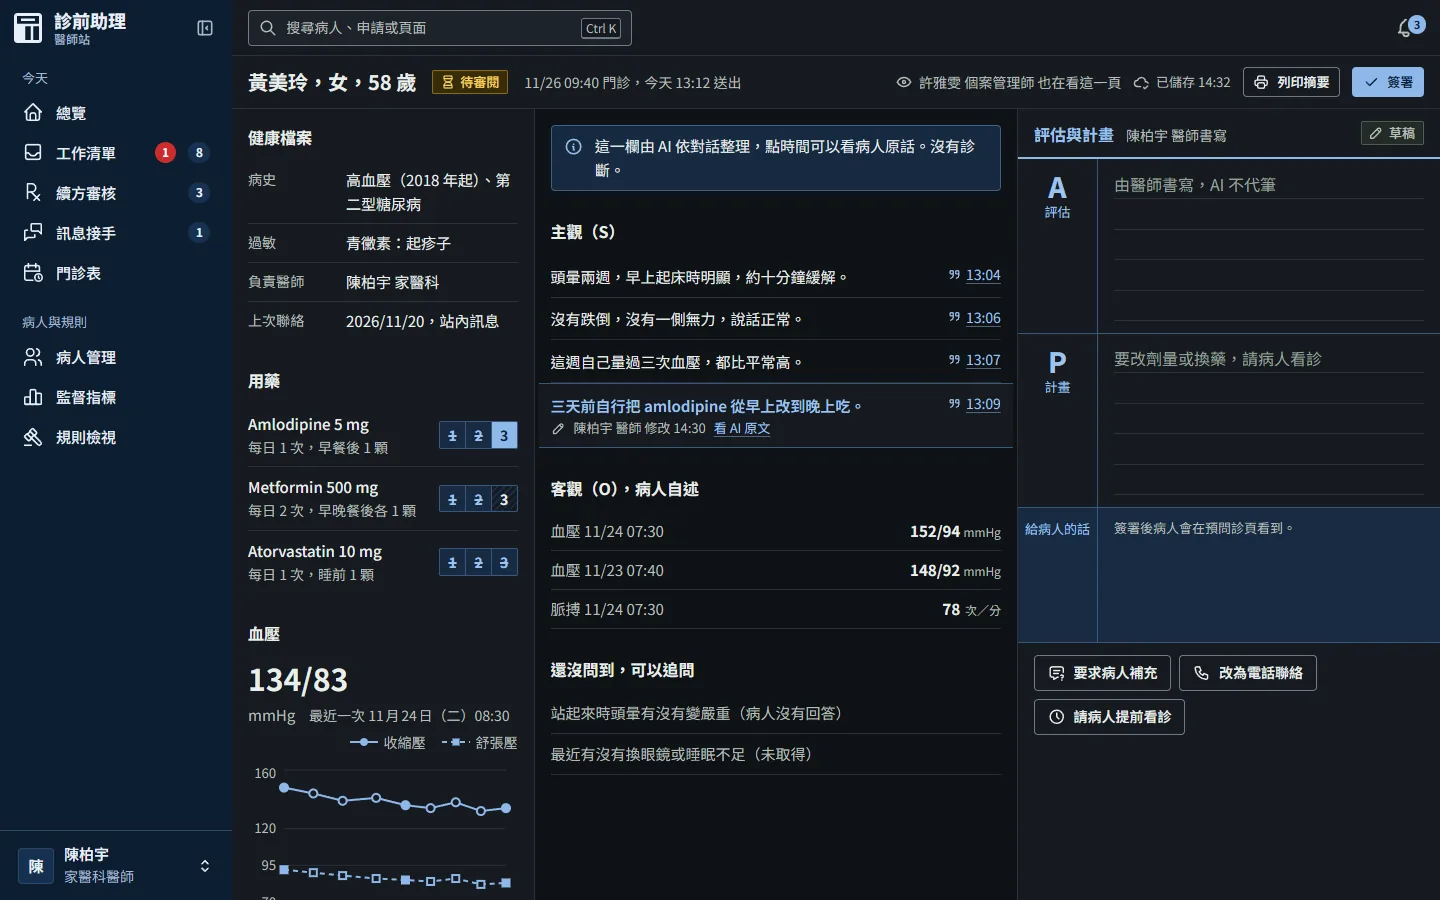 診前助理
醫師站
今天
總覽
工作清單 1 8
續方審核 3
訊息接手 1
門診表
病人與規則
病人管理
監督指標
規則檢視
陳
陳柏宇
家醫科醫師
搜尋病人、申請或頁面 Ctrl K
3
黃美玲，女，58 歲 待審閱 11/26 09:40 門診，今天 13:12 送出
許雅雯 個案管理師 也在看這一頁 已儲存 14:32 列印摘要 簽署
健康檔案
病史 高血壓（2018 年起）、第
二型糖尿病
過敏 青黴素：起疹子
負責醫師 陳柏宇 家醫科
上次聯絡 2026/11/20，站內訊息
用藥
Amlodipine 5 mg
每日 1 次，早餐後 1 顆
1 2 3
Metformin 500 mg
每日 2 次，早晚餐後各 1 顆
1 2 3
Atorvastatin 10 mg
每日 1 次，睡前 1 顆
1 2 3
血壓
134/83
mmHg 最近一次 11 月 24 日（二）08:30
收縮壓 舒張壓
160
120
95
這一欄由 AI 依對話整理，點時間可以看病人原話。沒有診
斷。
主觀（S）
頭暈兩週，早上起床時明顯，約十分鐘緩解。 13:04
沒有跌倒，沒有一側無力，說話正常。 13:06
這週自己量過三次血壓，都比平常高。 13:07
三天前自行把 amlodipine 從早上改到晚上吃。 13:09
陳柏宇 醫師 修改 14:30 看 AI 原文
客觀（O），病人自述
血壓 11/24 07:30 152/94 mmHg
血壓 11/23 07:40 148/92 mmHg
脈搏 11/24 07:30 78 次／分
還沒問到，可以追問
站起來時頭暈有沒有變嚴重（病人沒有回答）
最近有沒有換眼鏡或睡眠不足（未取得）
評估與計畫 陳柏宇 醫師書寫 草稿
A
評估
由醫師書寫，AI 不代筆
P
計畫
要改劑量或換藥，請病人看診
給病人的話 簽署後病人會在預問診頁看到。
要求病人補充 改為電話聯絡
請病人提前看診